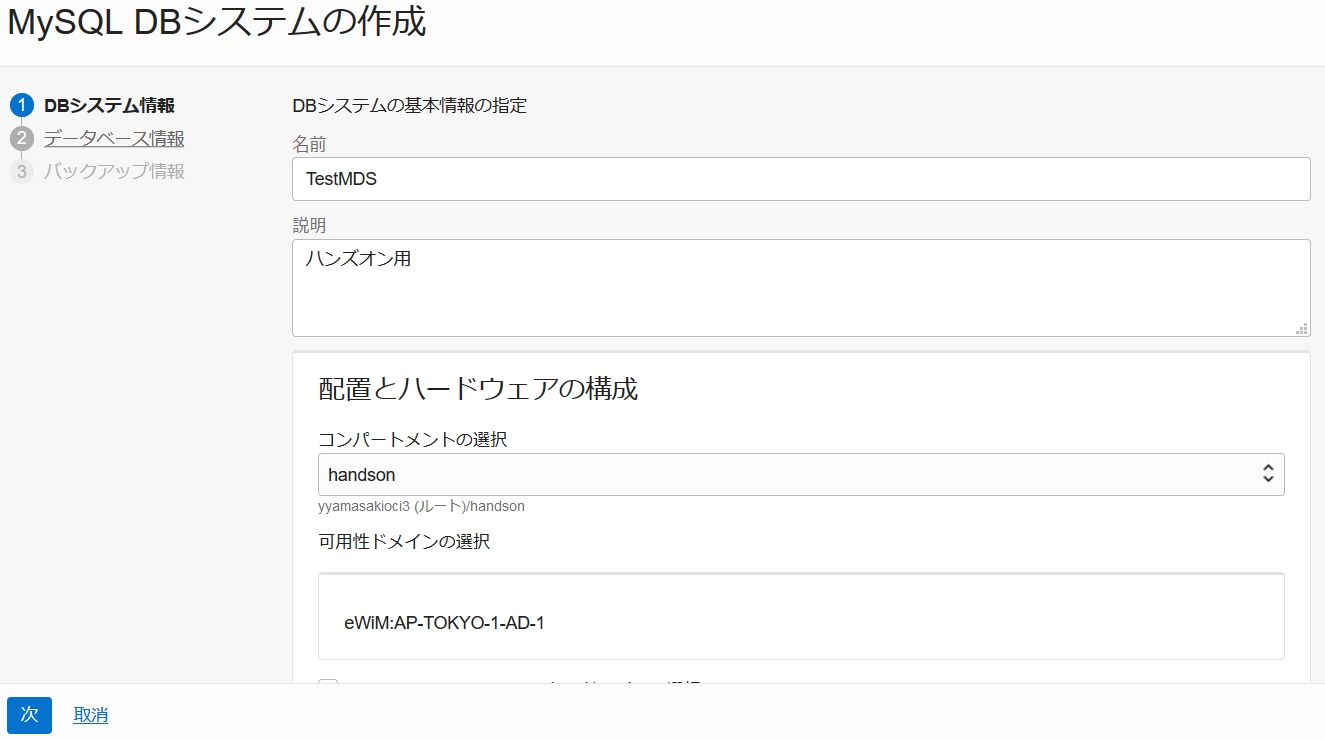 MySQL DBシステムの作成
1 DBシステム情報
2 データベース情報
3 バックアップ情報
DBシステムの基本情報の指定
名前
TestMDS
説明
ハンズオン用
配置とハードウェアの構成
コンパートメントの選択
handson
yyamasakioci3 (ルート)/handson
可用性ドメインの選択
eWiM:AP-TOKYO-1-AD-1
次 取消